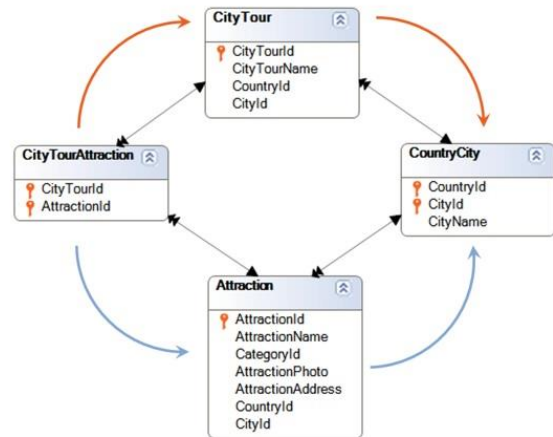 CityTour
CityTourId
CityTourName
CountryId
CityId
CityTourAttraction
CityTourId
AttractionId
CountryCity
CountryId
CityId
CityName
Attraction
AttractionId
AttractionName
CategoryId
AttractionPhoto
AttractionAddress
CountryId
CityId